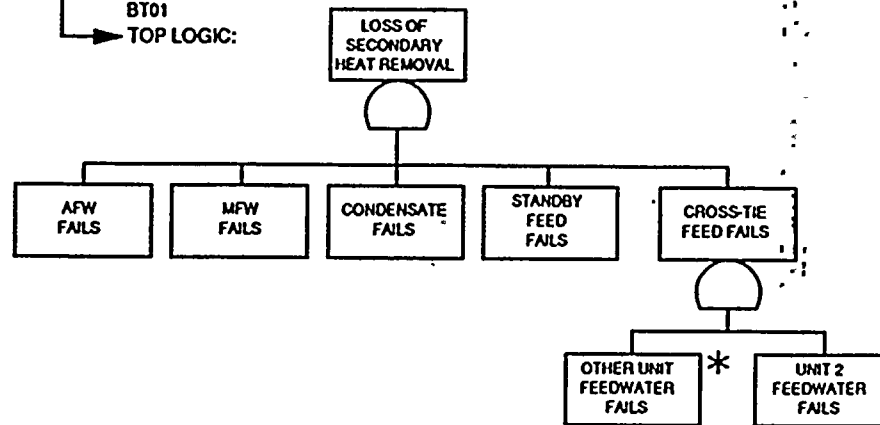 BT01
TOP LOGIC:
LOSS OF
SECONDARY
HEAT REMOVAL
AFW
FAILS
MFW
FAILS
CONDENSATE
FAILS
STANDBY
FEED
FAILS
CROSS-TIE
FEED FAILS
OTHER UNIT
FEEDWATER
FAILS
*
UNIT 2
FEEDWATER
FAILS